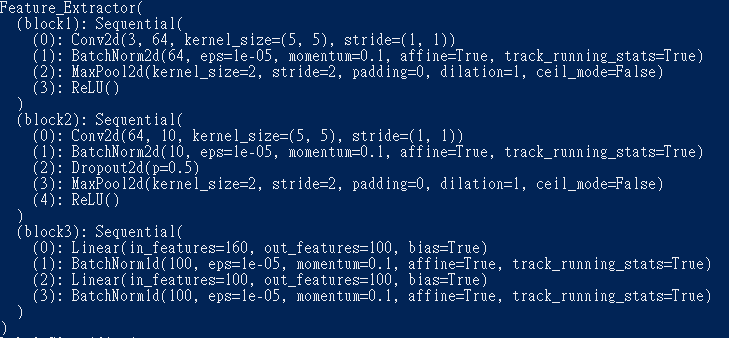 Feature_Extractor(
  (block1): Sequential(
    (0): Conv2d(3, 64, kernel_size=(5, 5), stride=(1, 1))
    (1): BatchNorm2d(64, eps=1e-05, momentum=0.1, affine=True, track_running_stats=True)
    (2): MaxPool2d(kernel_size=2, stride=2, padding=0, dilation=1, ceil_mode=False)
    (3): ReLU()
  )
  (block2): Sequential(
    (0): Conv2d(64, 10, kernel_size=(5, 5), stride=(1, 1))
    (1): BatchNorm2d(10, eps=1e-05, momentum=0.1, affine=True, track_running_stats=True)
    (2): Dropout2d(p=0.5)
    (3): MaxPool2d(kernel_size=2, stride=2, padding=0, dilation=1, ceil_mode=False)
    (4): ReLU()
  )
  (block3): Sequential(
    (0): Linear(in_features=160, out_features=100, bias=True)
    (1): BatchNorm1d(100, eps=1e-05, momentum=0.1, affine=True, track_running_stats=True)
    (2): Linear(in_features=100, out_features=100, bias=True)
    (3): BatchNorm1d(100, eps=1e-05, momentum=0.1, affine=True, track_running_stats=True)
  )
)